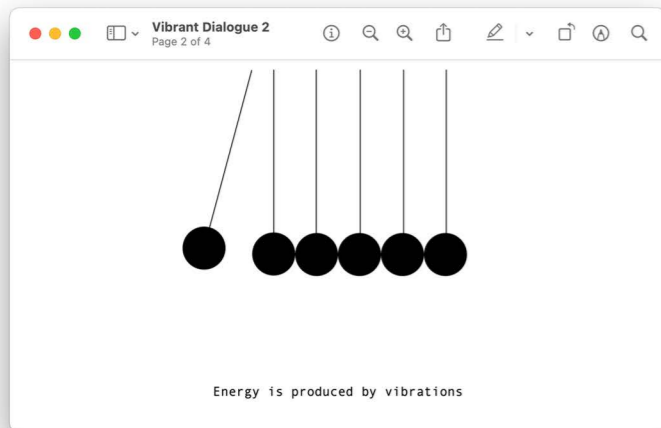 Vibrant Dialogue 2
Page 2 of 4
Energy is produced by vibrations